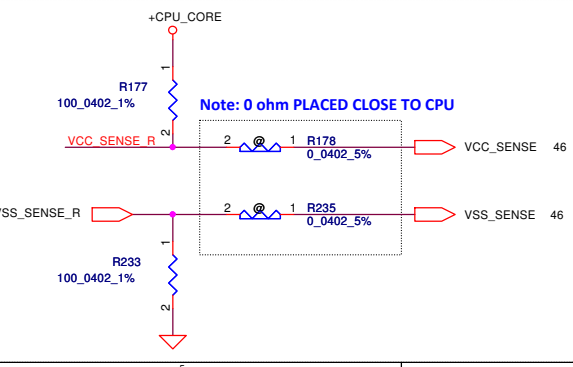 +CPU_CORE
1
R177
100_0402_1%
2
Note: 0 ohm PLACED CLOSE TO CPU
VCC_SENSE_R
2 @ 1 R178
0_0402_5%
VCC_SENSE 46
VSS_SENSE_R
2 @ 1 R235
0_0402_5%
VSS_SENSE 46
1
R233
100_0402_1%
2
5